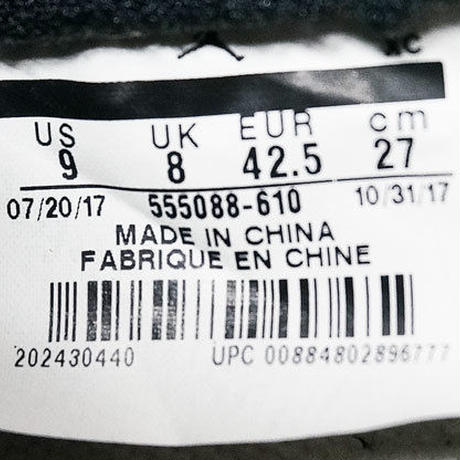 XC
US UK EUR cm
9 8 42.5 27
07/20/17 555088-610 10/31/17
MADE IN CHINA
FABRIQUE EN CHINE
202430440 UPC 00884802896777